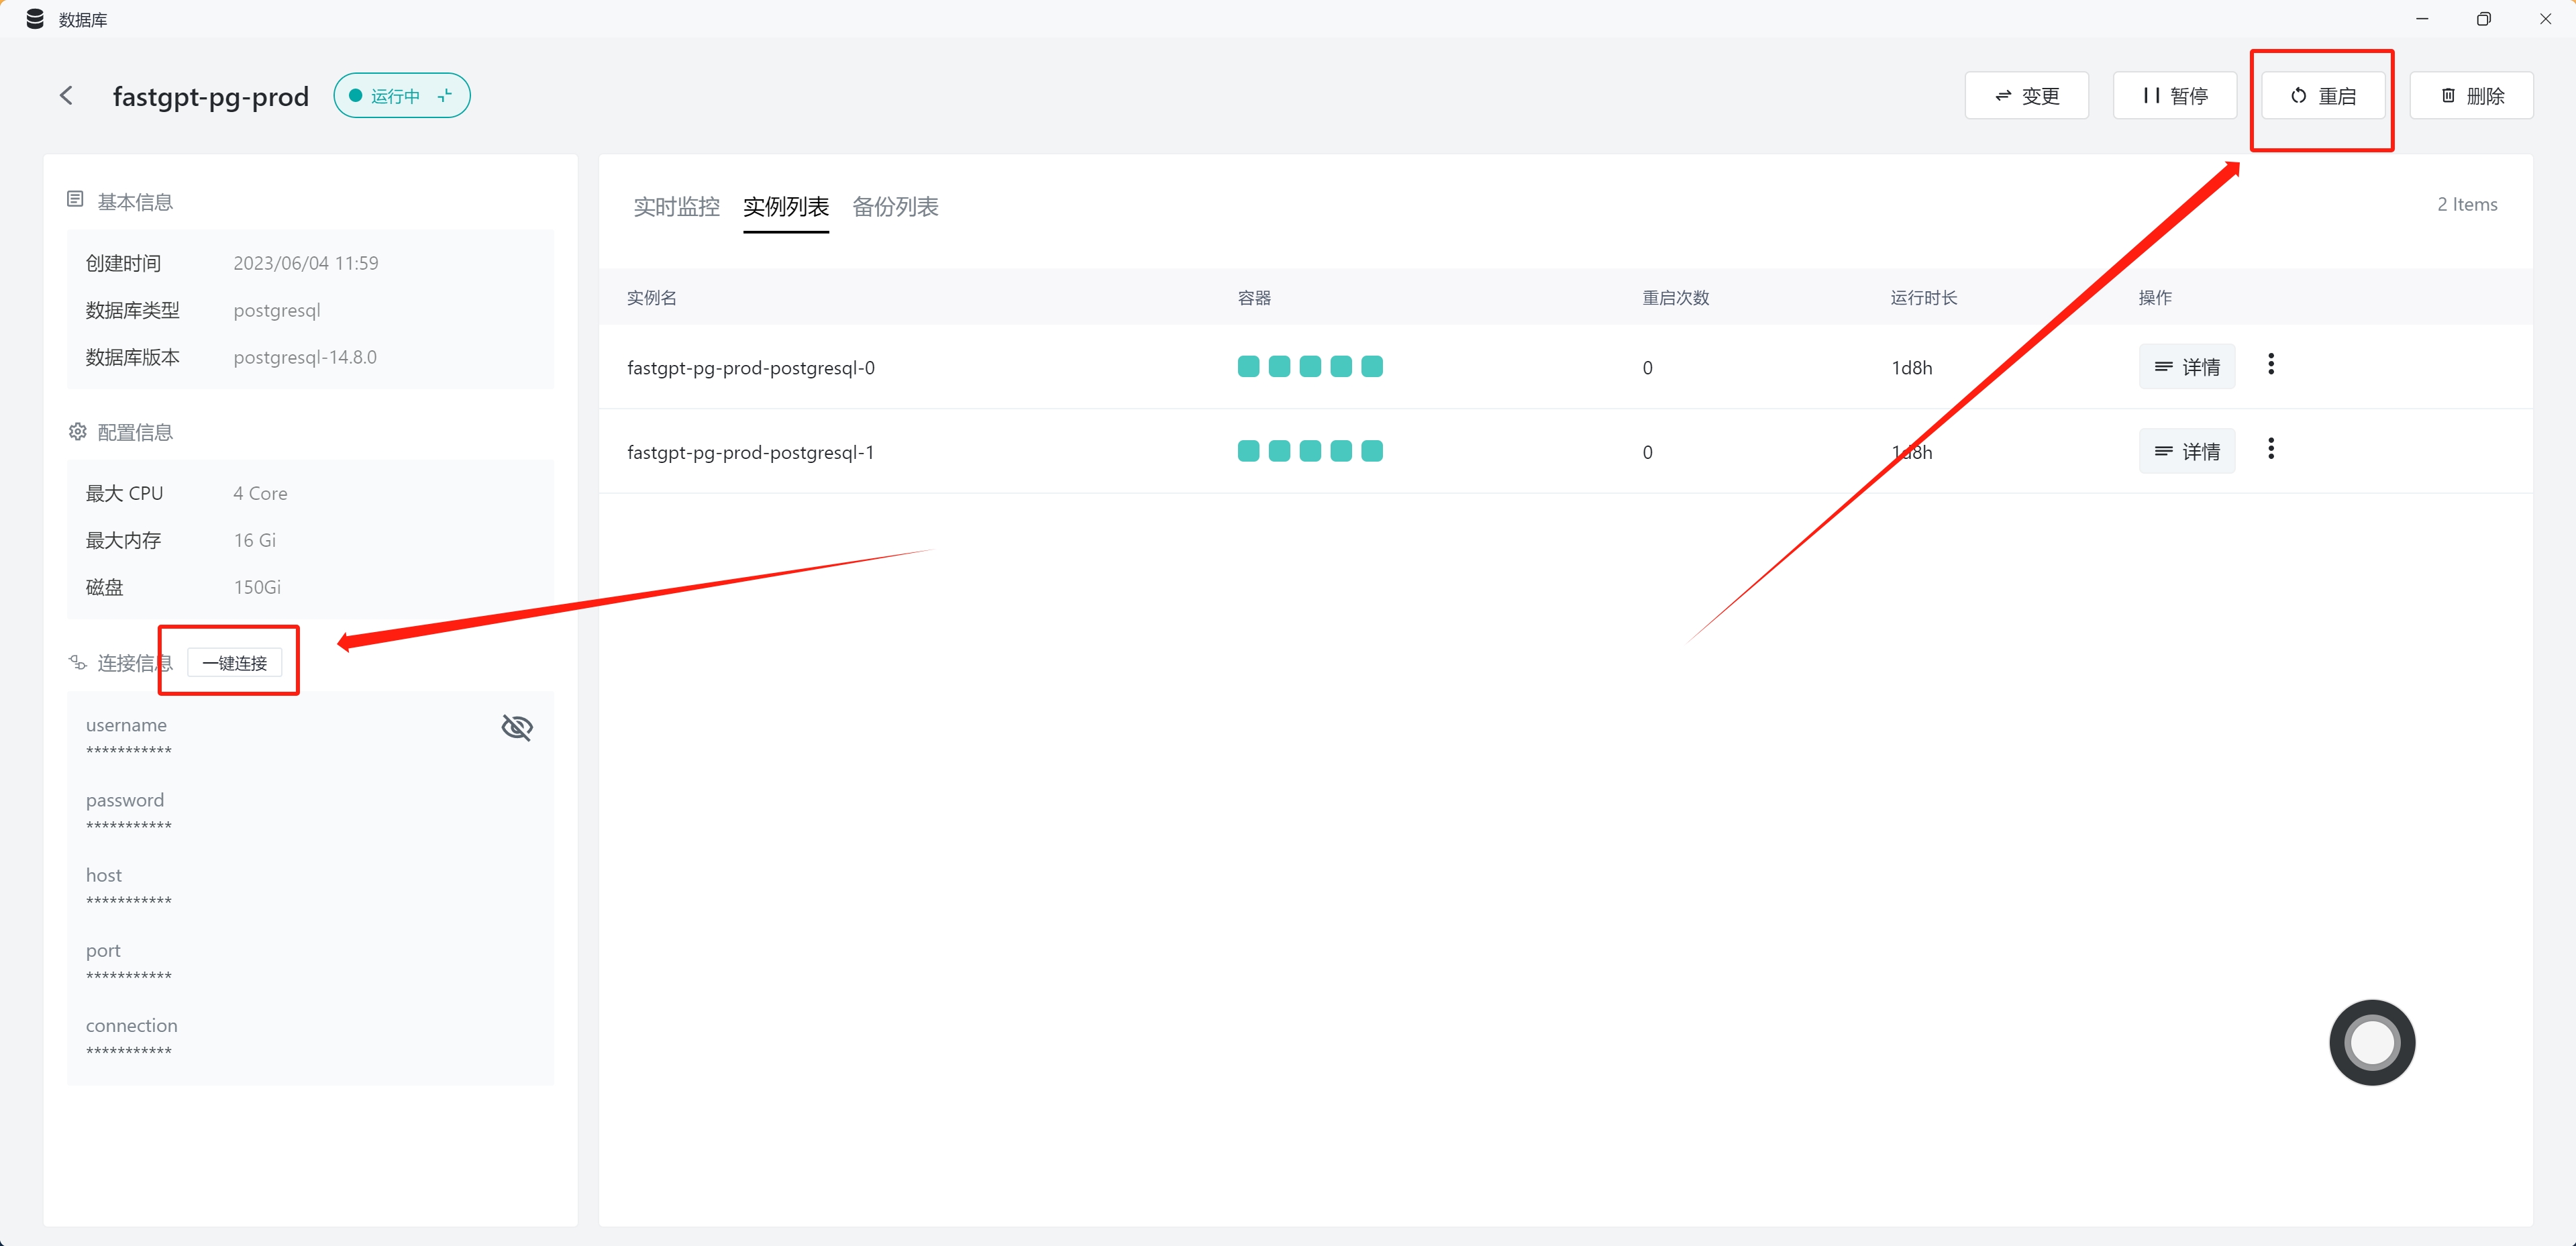 数据库
fastgpt-pg-prod 运行中 变更 暂停 重启 删除
基本信息
创建时间 2023/06/04 11:59
数据库类型 postgresql
数据库版本 postgresql-14.8.0
配置信息
最大 CPU 4 Core
最大内存 16 Gi
磁盘 150Gi
连接信息 一键连接
username
***********
password
***********
host
***********
port
***********
connection
***********
实时监控 实例列表 备份列表 2 Items
实例名 容器 重启次数 运行时长 操作
fastgpt-pg-prod-postgresql-0 0 1d8h 详情
fastgpt-pg-prod-postgresql-1 0 1d8h 详情